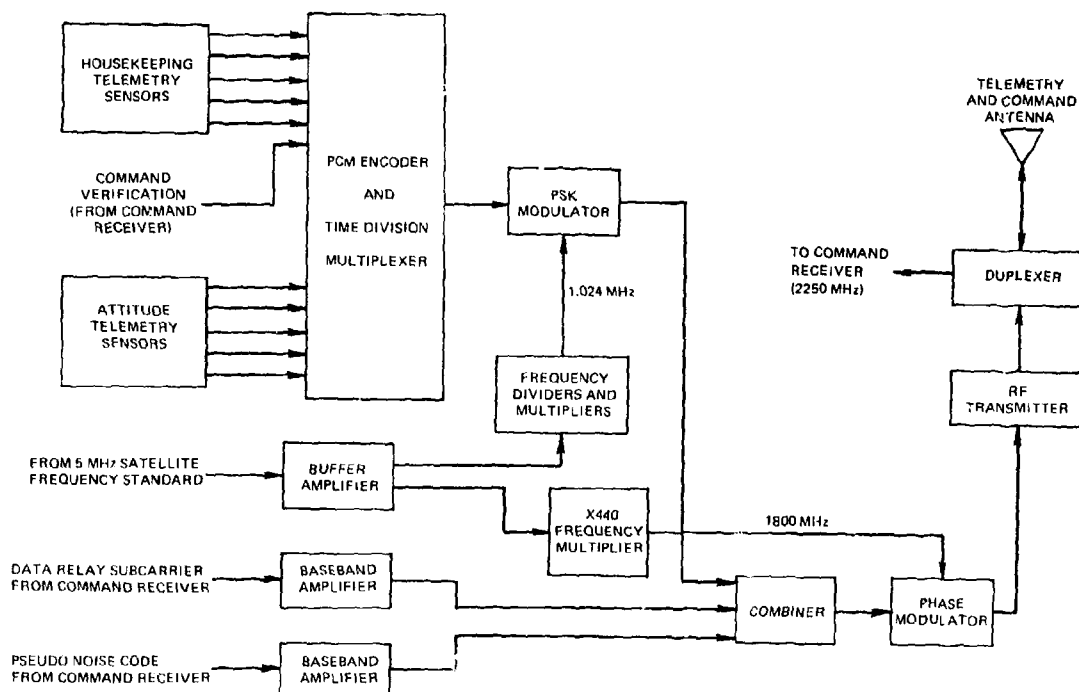 HOUSEKEEPING
TELEMETRY
SENSORS
COMMAND
VERIFICATION
(FROM COMMAND
RECEIVER)
ATTITUDE
TELEMETRY
SENSORS
PCM ENCODER
AND
TIME DIVISION
MULTIPLEXER
PSK
MODULATOR
1.024 MHz
FREQUENCY
DIVIDERS AND
MULTIPLIERS
TELEMETRY
AND COMMAND
ANTENNA
TO COMMAND
RECEIVER
(2250 MHz)
DUPLEXER
RF
TRANSMITTER
FROM 5 MHz SATELLITE
FREQUENCY STANDARD
BUFFER
AMPLIFIER
X440
FREQUENCY
MULTIPLIER
1800 MHz
DATA RELAY SUBCARRIER
FROM COMMAND RECEIVER
BASEBAND
AMPLIFIER
COMBINER
PHASE
MODULATOR
PSEUDO NOISE CODE
FROM COMMAND RECEIVER
BASEBAND
AMPLIFIER